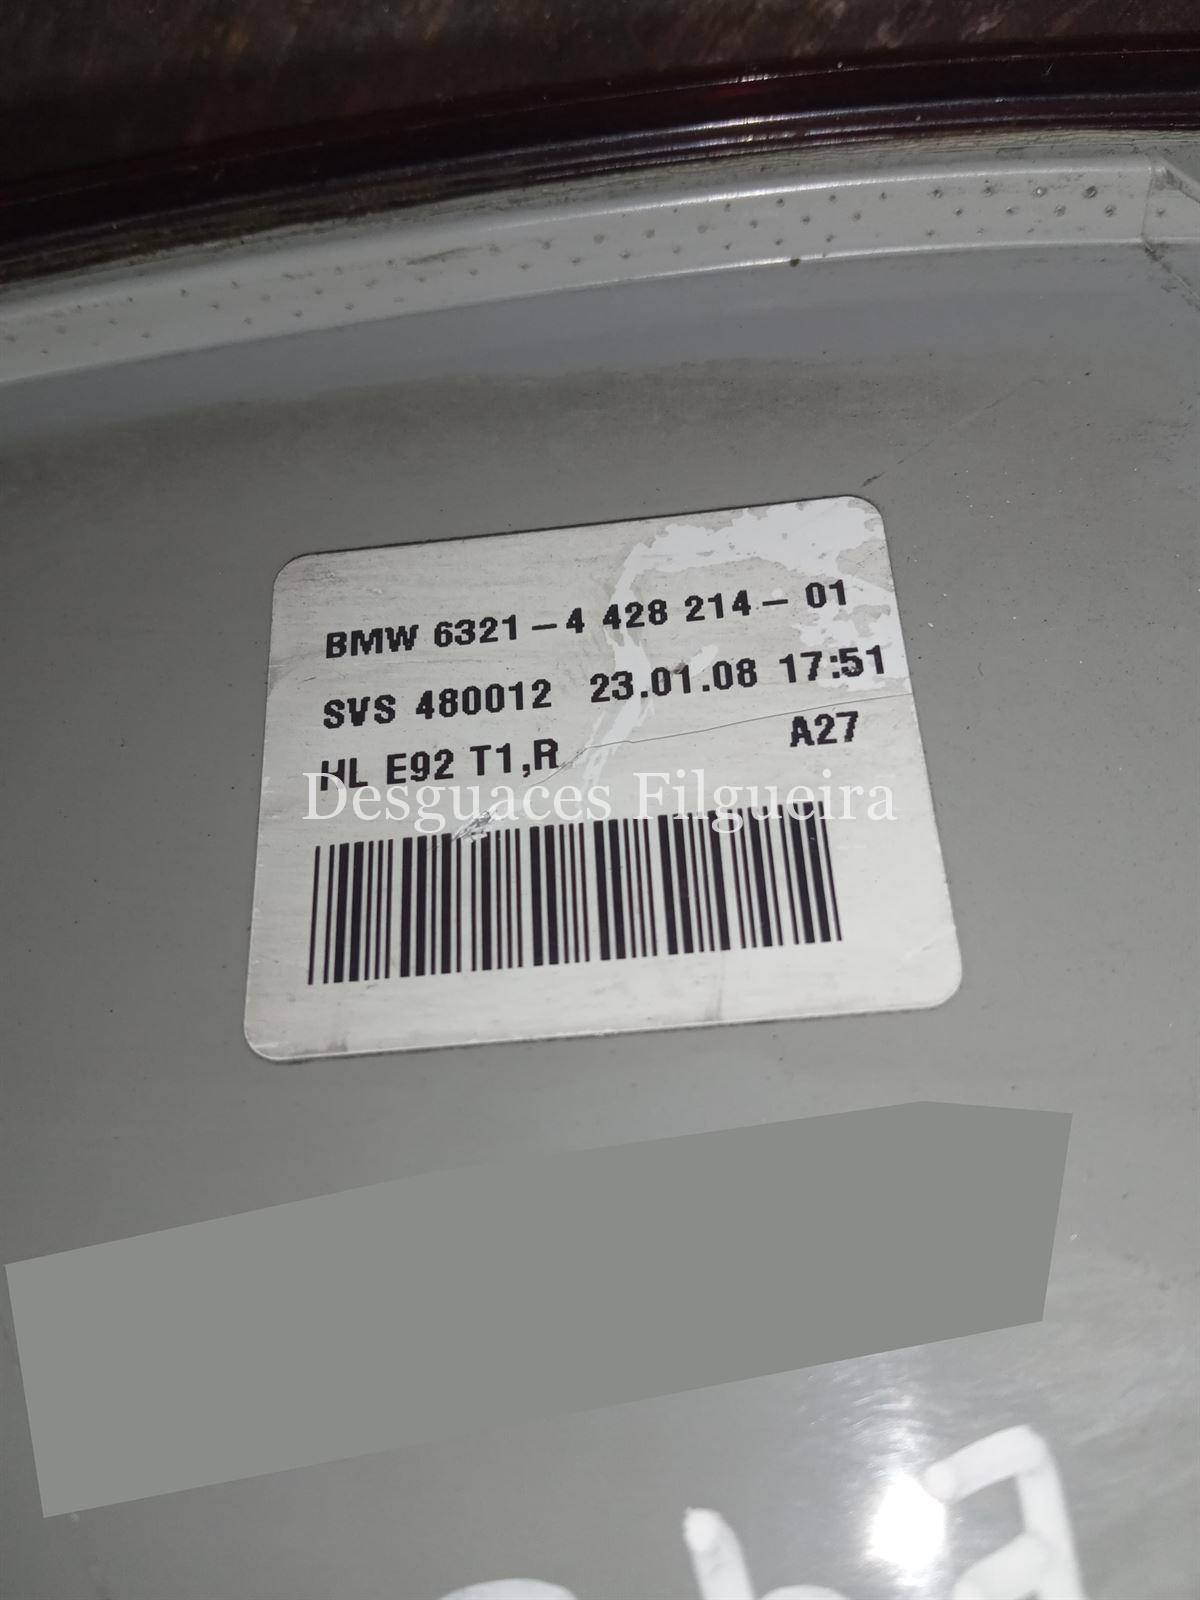 BMW 6321-4 428 214-01
SVS 480012 23.01.08 17:51
HL E92 T1,R A27
Desguaces Filgueira